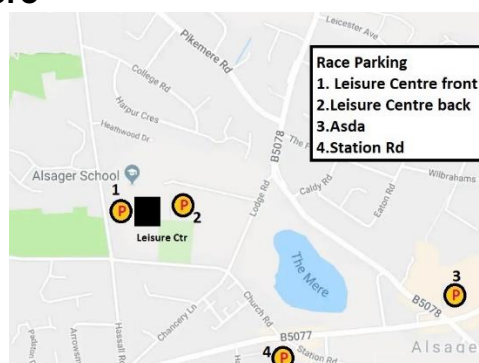 Leicester Ave
Pikemere Rd
College Rd
Harpur Cres
Heathwood Dr
B5078
Race Parking
1. Leisure Centre front
2.Leisure Centre back
3.Asda
4.Station Rd
Alsager School
1
P
P
2
Leisure Ctr
Lodge Rd
Caldy Rd
Eaton Rd
Wilbrahams
The Mere
3
P
B5078
Hassall Rd
Chancery Ln
Church Rd
B5077
4
P
Station Rd
Alsage